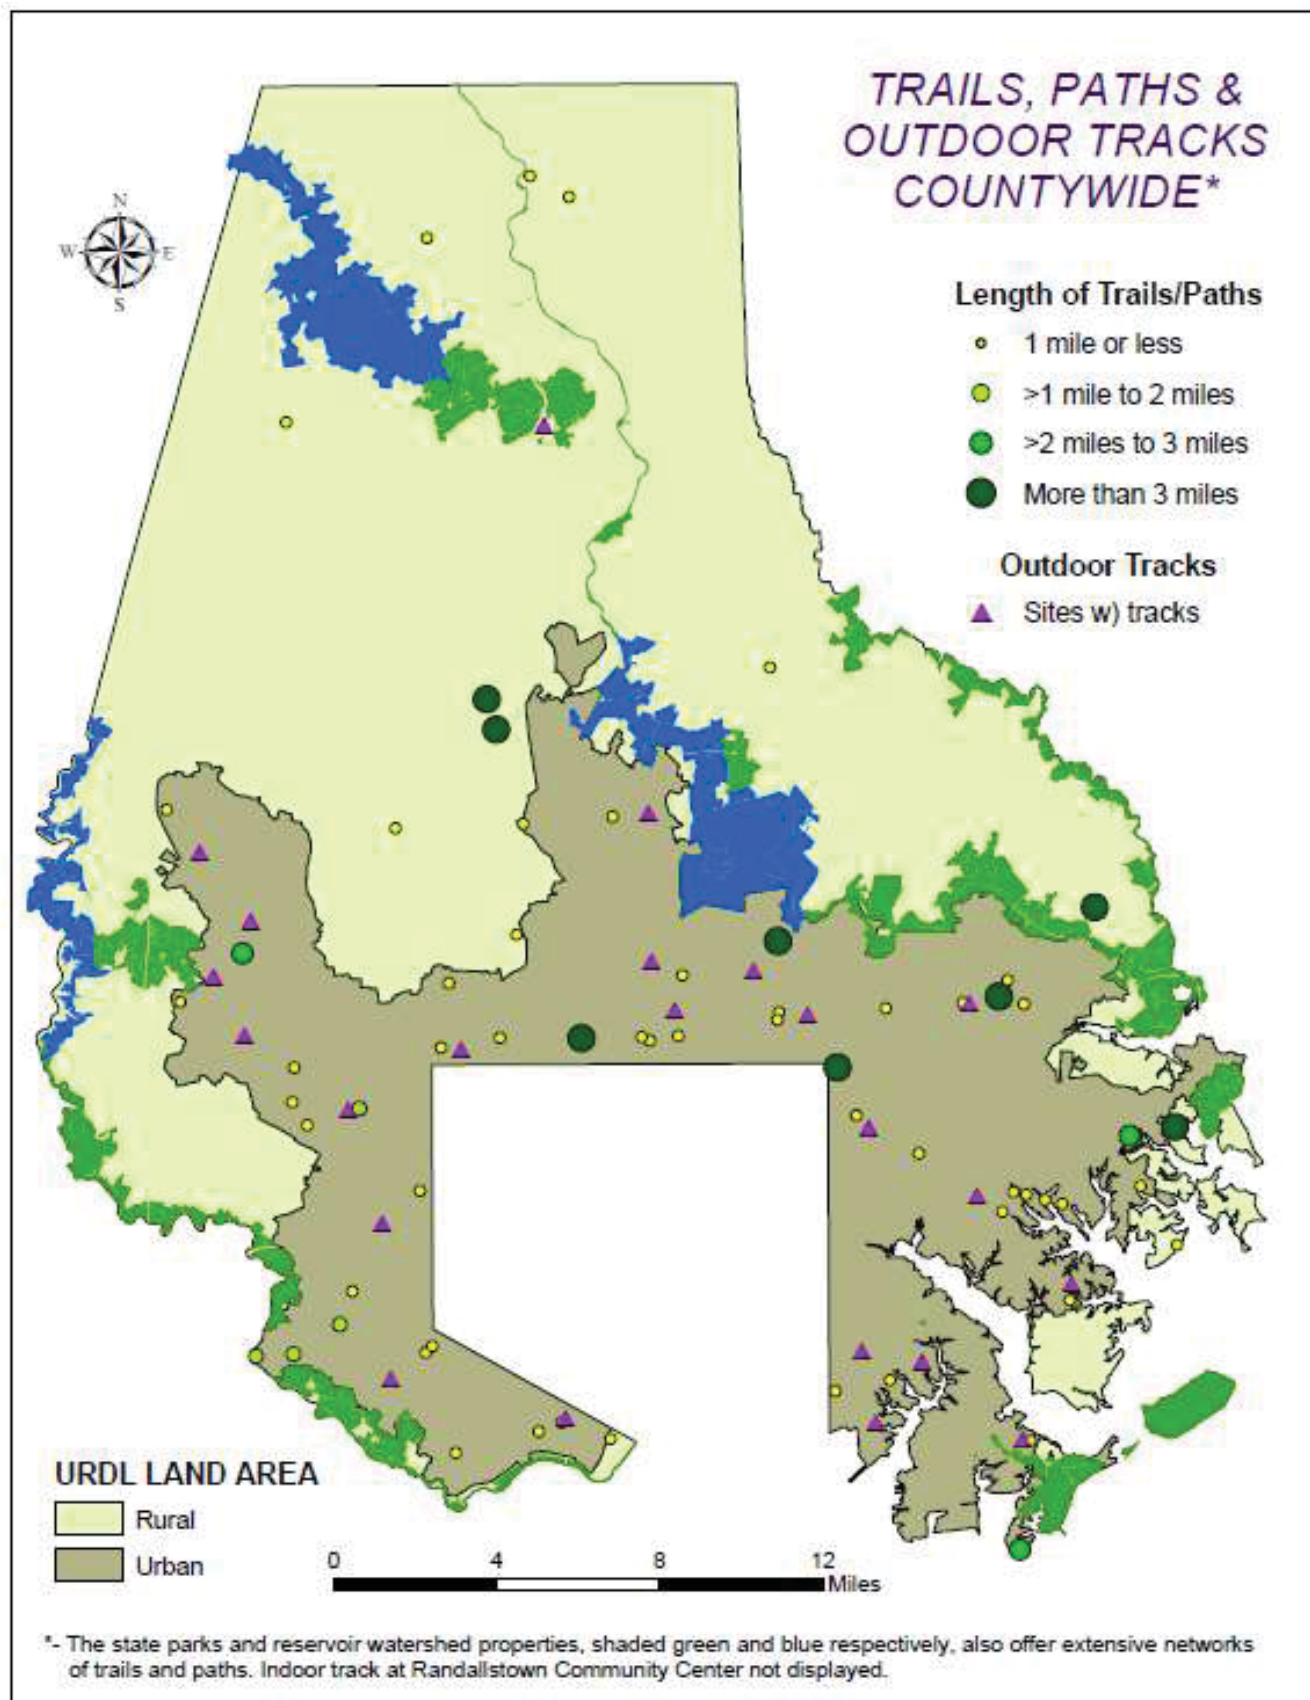 TRAILS, PATHS &
OUTDOOR TRACKS
COUNTYWIDE*
N
W
E
S
Length of Trails/Paths
1 mile or less
>1 mile to 2 miles
>2 miles to 3 miles
More than 3 miles
Outdoor Tracks
Sites w) tracks
URDL LAND AREA
Rural
Urban
0 4 8 12
Miles
*- The state parks and reservoir watershed properties, shaded green and blue respectively, also offer extensive networks
of trails and paths. Indoor track at Randallstown Community Center not displayed.